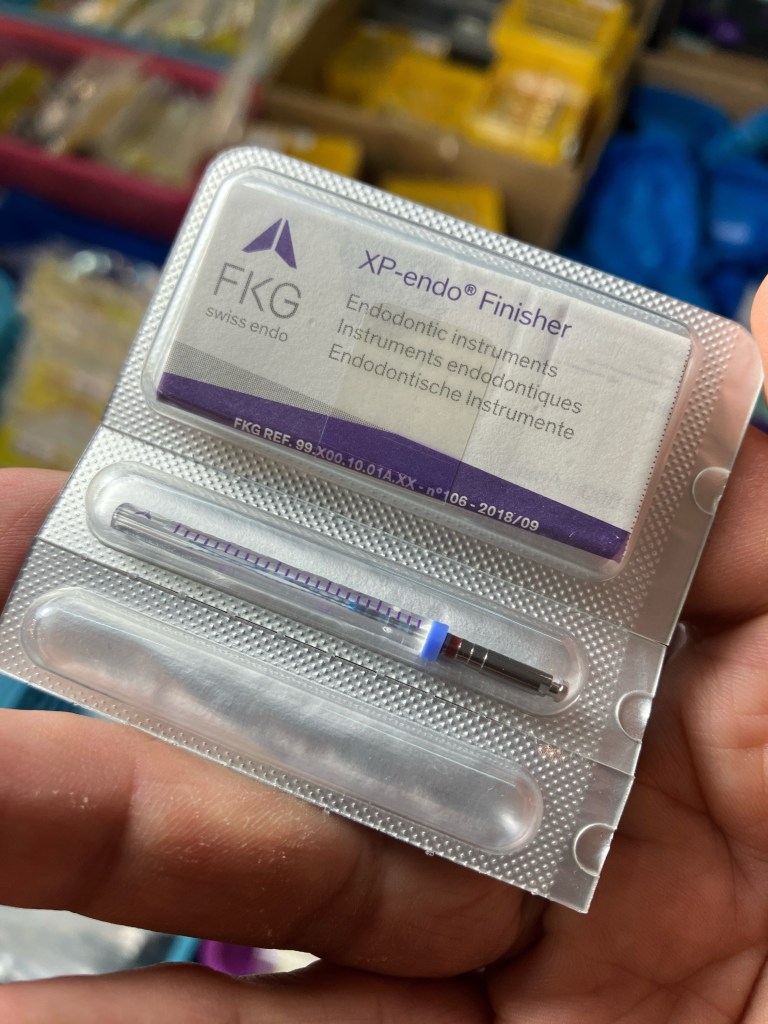 FKG
swiss endo
XP-endo® Finisher
Endodontic instruments
Instruments endodontiques
Endodontische Instrumente
FKG REF. 99.X00.10.01A.XX - n°106 - 2018/09